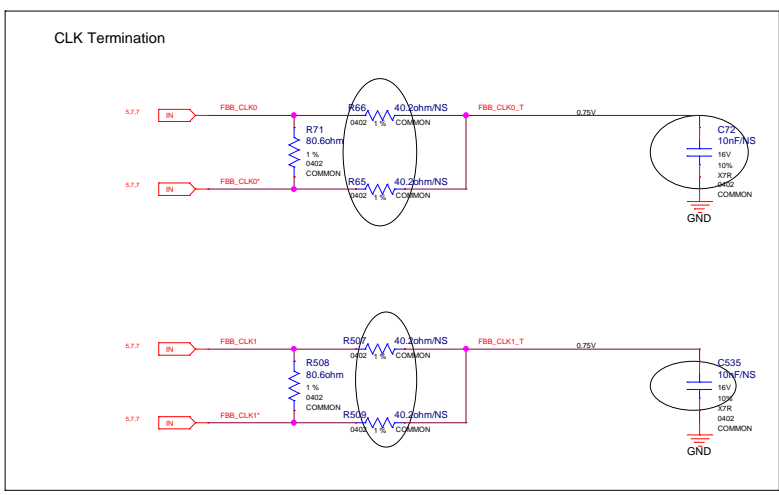 CLK Termination
5,7,7 IN FBB_CLK0 R66 40.2ohm/NS FBB_CLK0_T 0.75V
0402 1 % COMMON
R71
80.6ohm
1 %
0402
COMMON
C72
10nF/NS
16V
10%
X7R
0402
COMMON
GND
5,7,7 IN FBB_CLK0* R65 40.2ohm/NS
0402 1 % COMMON
5,7,7 IN FBB_CLK1 R507 40.2ohm/NS FBB_CLK1_T 0.75V
0402 1 % COMMON
R508
80.6ohm
1 %
0402
COMMON
C535
10nF/NS
16V
10%
X7R
0402
COMMON
GND
5,7,7 IN FBB_CLK1* R509 40.2ohm/NS
0402 1 % COMMON